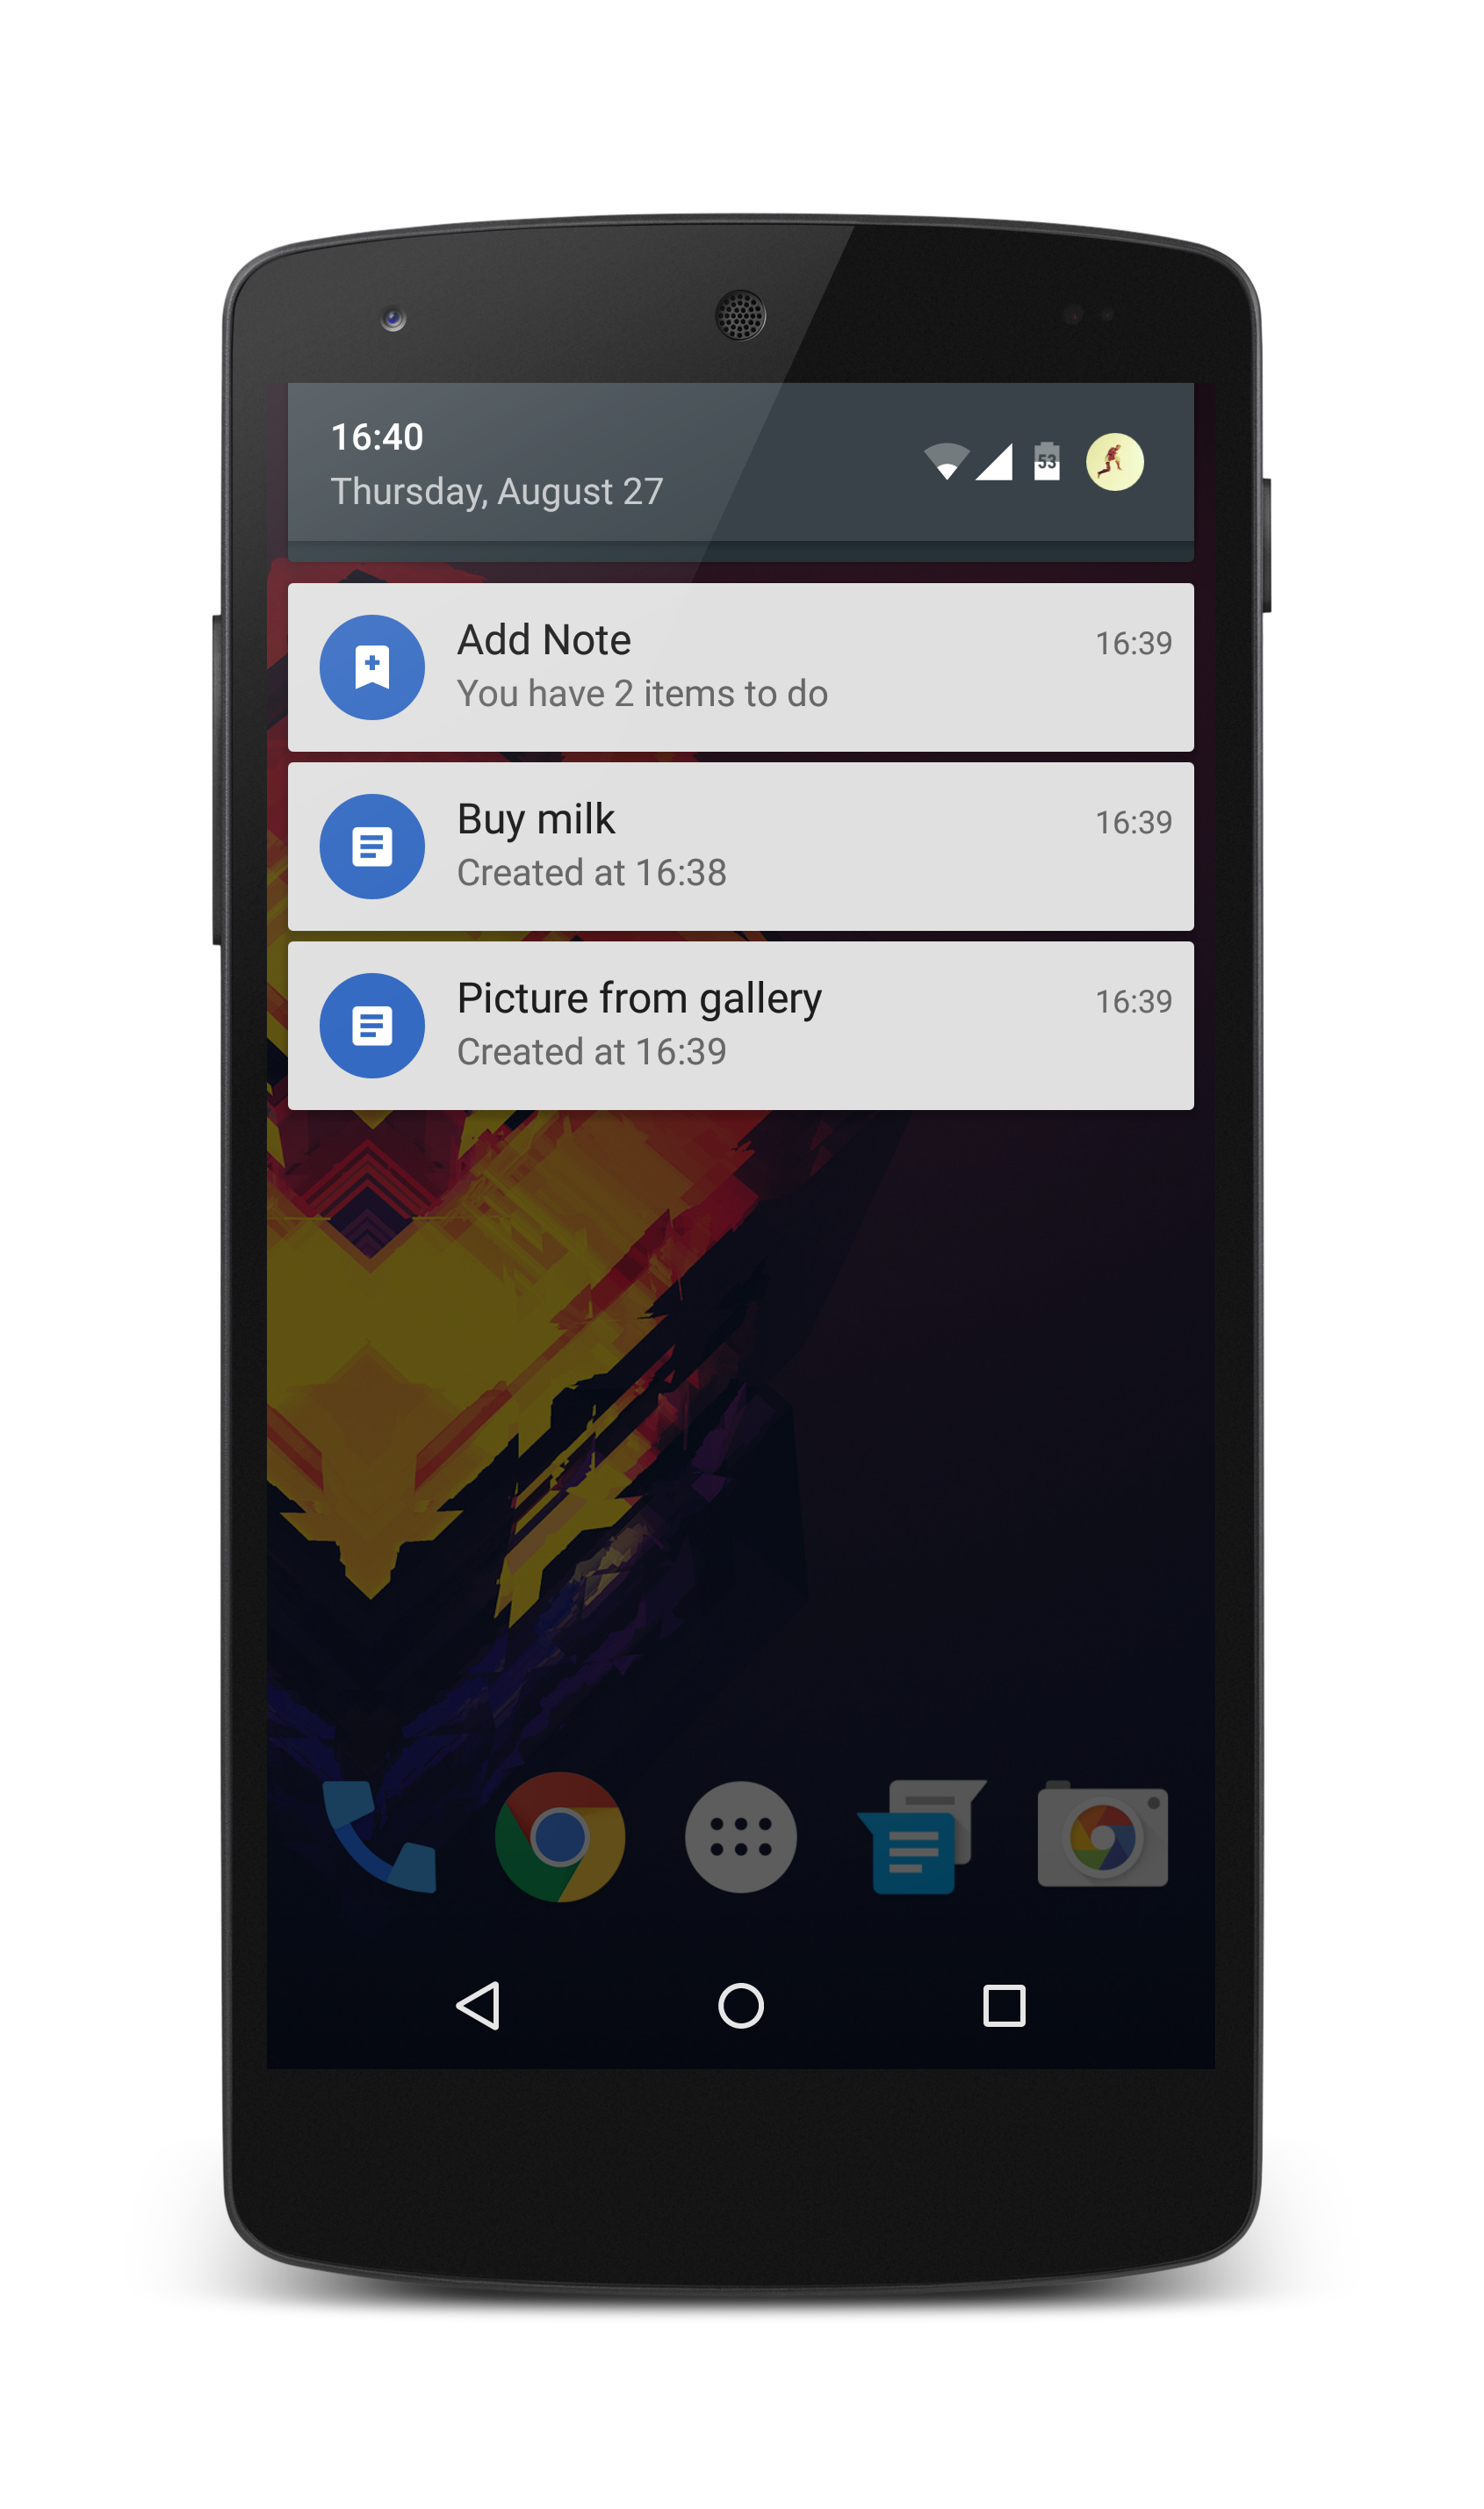 16:40
Thursday, August 27
53
Add Note
16:39
You have 2 items to do
Buy milk
16:39
Created at 16:38
Picture from gallery
16:39
Created at 16:39